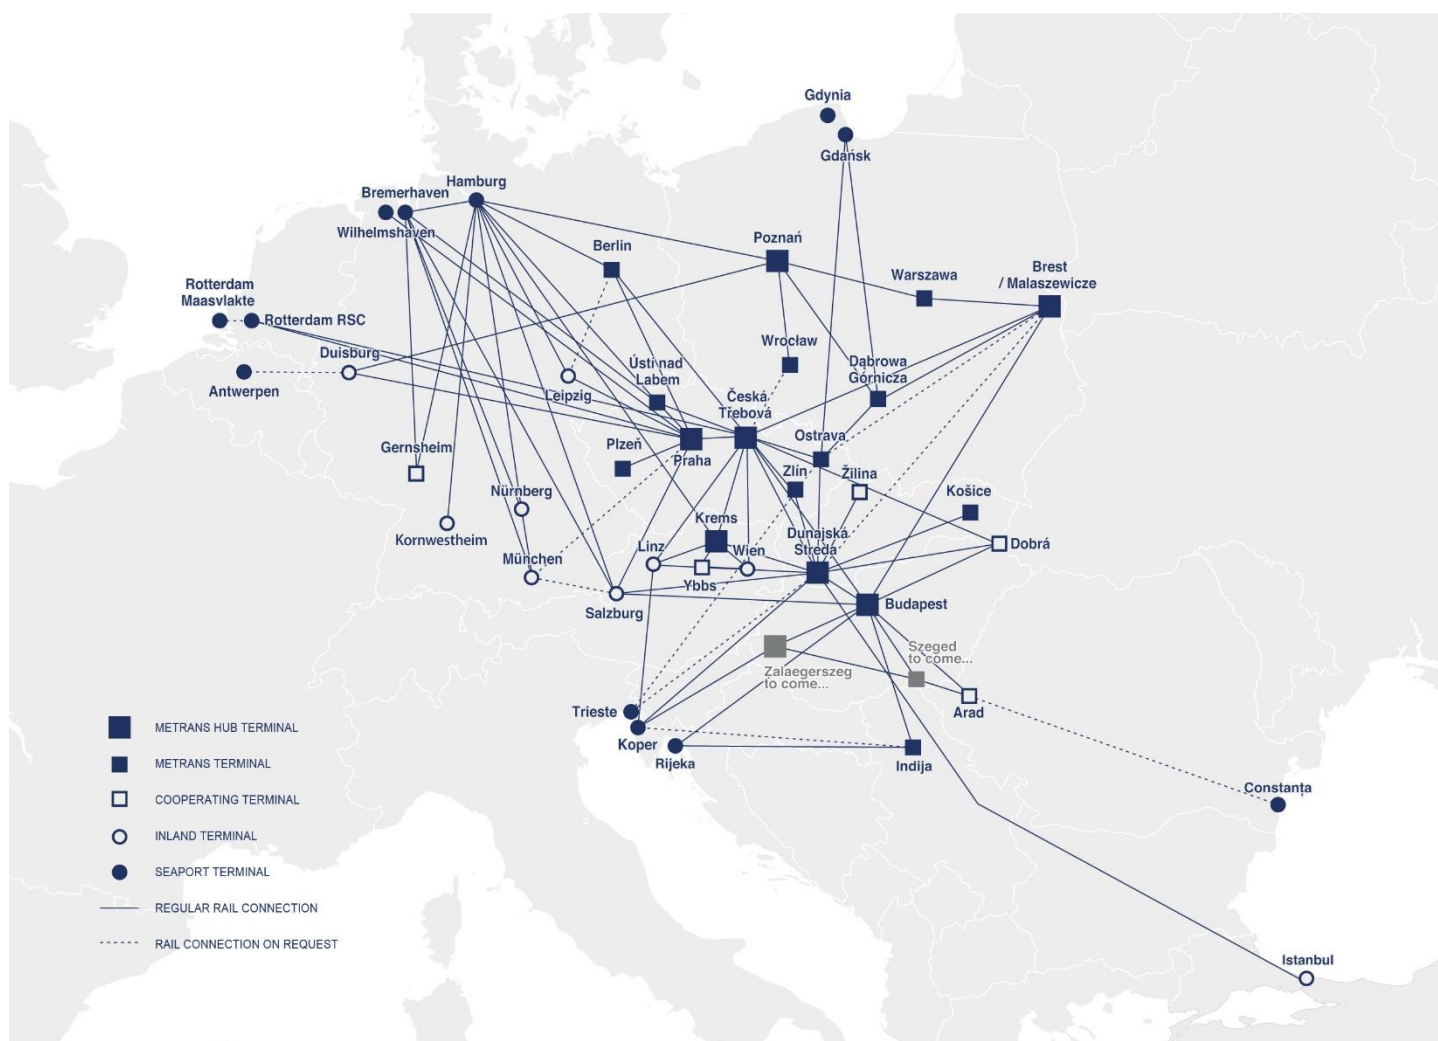 Gdynia
Gdańsk
Hamburg
Bremerhaven
Wilhelmshaven
Berlin
Poznań
Warszawa
Brest
/ Malaszewicze
Rotterdam
Maasvlakte
Rotterdam RSC
Duisburg
Antwerpen
Leipzig
Ústí nad
Labem
Wrocław
Dąbrowa
Górnicza
Česká
Třebová
Gernsheim
Plzeň
Praha
Ostrava
Zlín
Žilina
Košice
Nürnberg
Kornwestheim
Krems
Dunajská
Streda
Dobrá
München
Linz
Wien
Ybbs
Salzburg
Budapest
Szeged
to come...
Zalaegerszeg
to come...
Arad
Trieste
Koper
Rijeka
Indija
Constanța
Istanbul
METRANS HUB TERMINAL
METRANS TERMINAL
COOPERATING TERMINAL
INLAND TERMINAL
SEAPORT TERMINAL
REGULAR RAIL CONNECTION
RAIL CONNECTION ON REQUEST